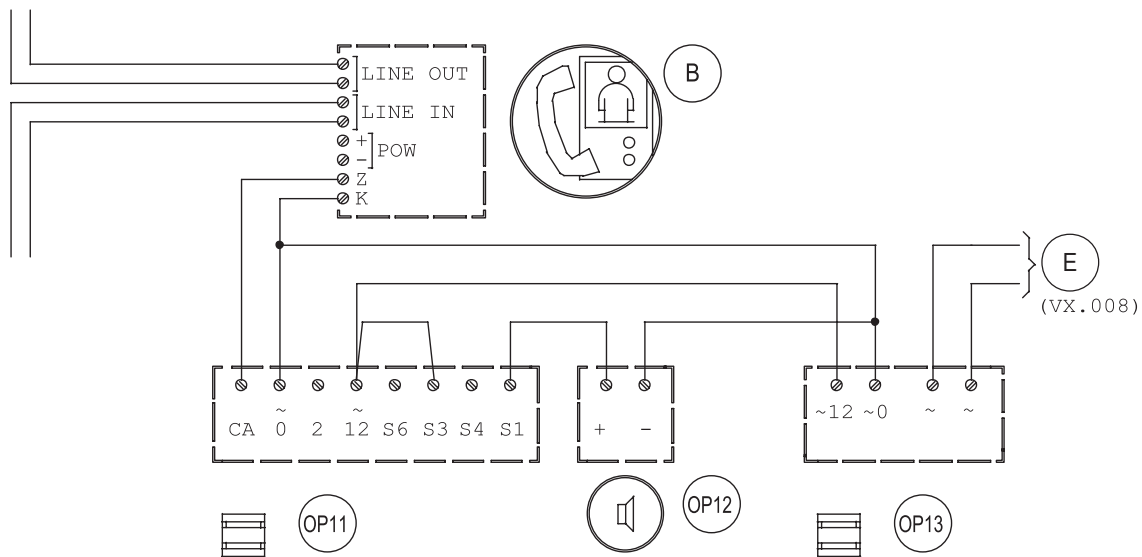 LINE OUT
B
LINE IN
+
POW
-
Z
K
E
(VX.008)
~ ~
CA 0 2 12 S6 S3 S4 S1
+ -
~12 ~0 ~ ~
OP11
OP12
OP13